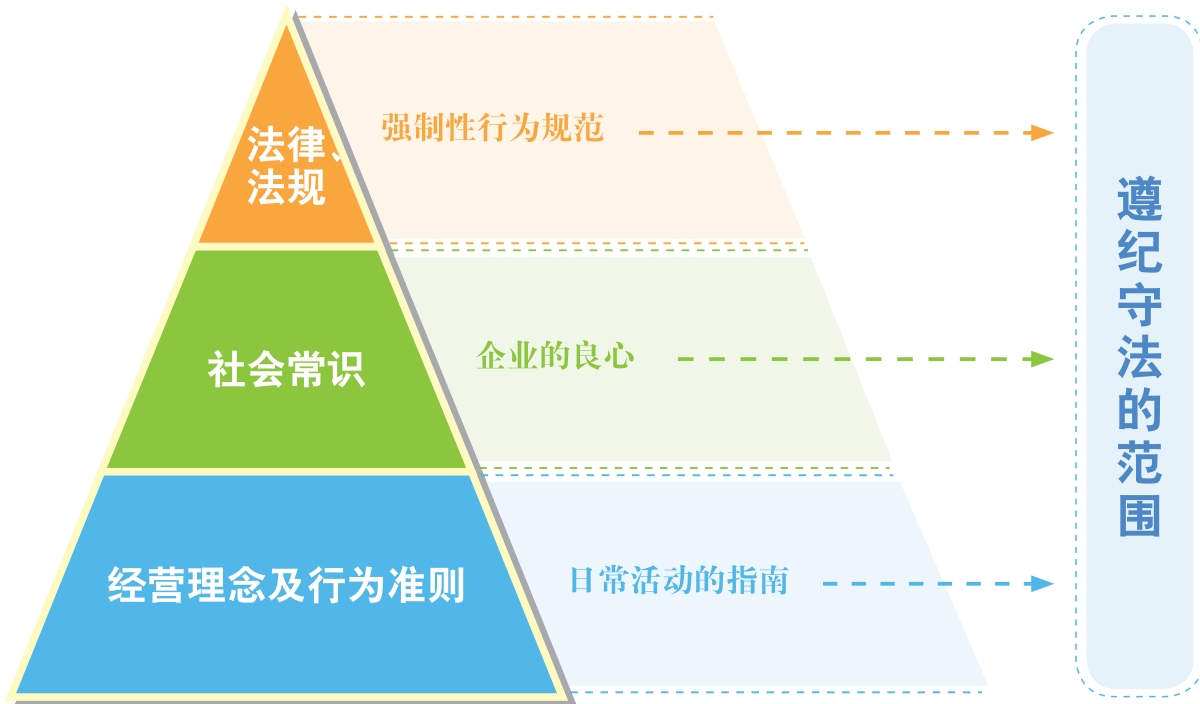 法律、
法规
强制性行为规范
社会常识
企业的良心
经营理念及行为准则
日常活动的指南
遵纪守法的范围